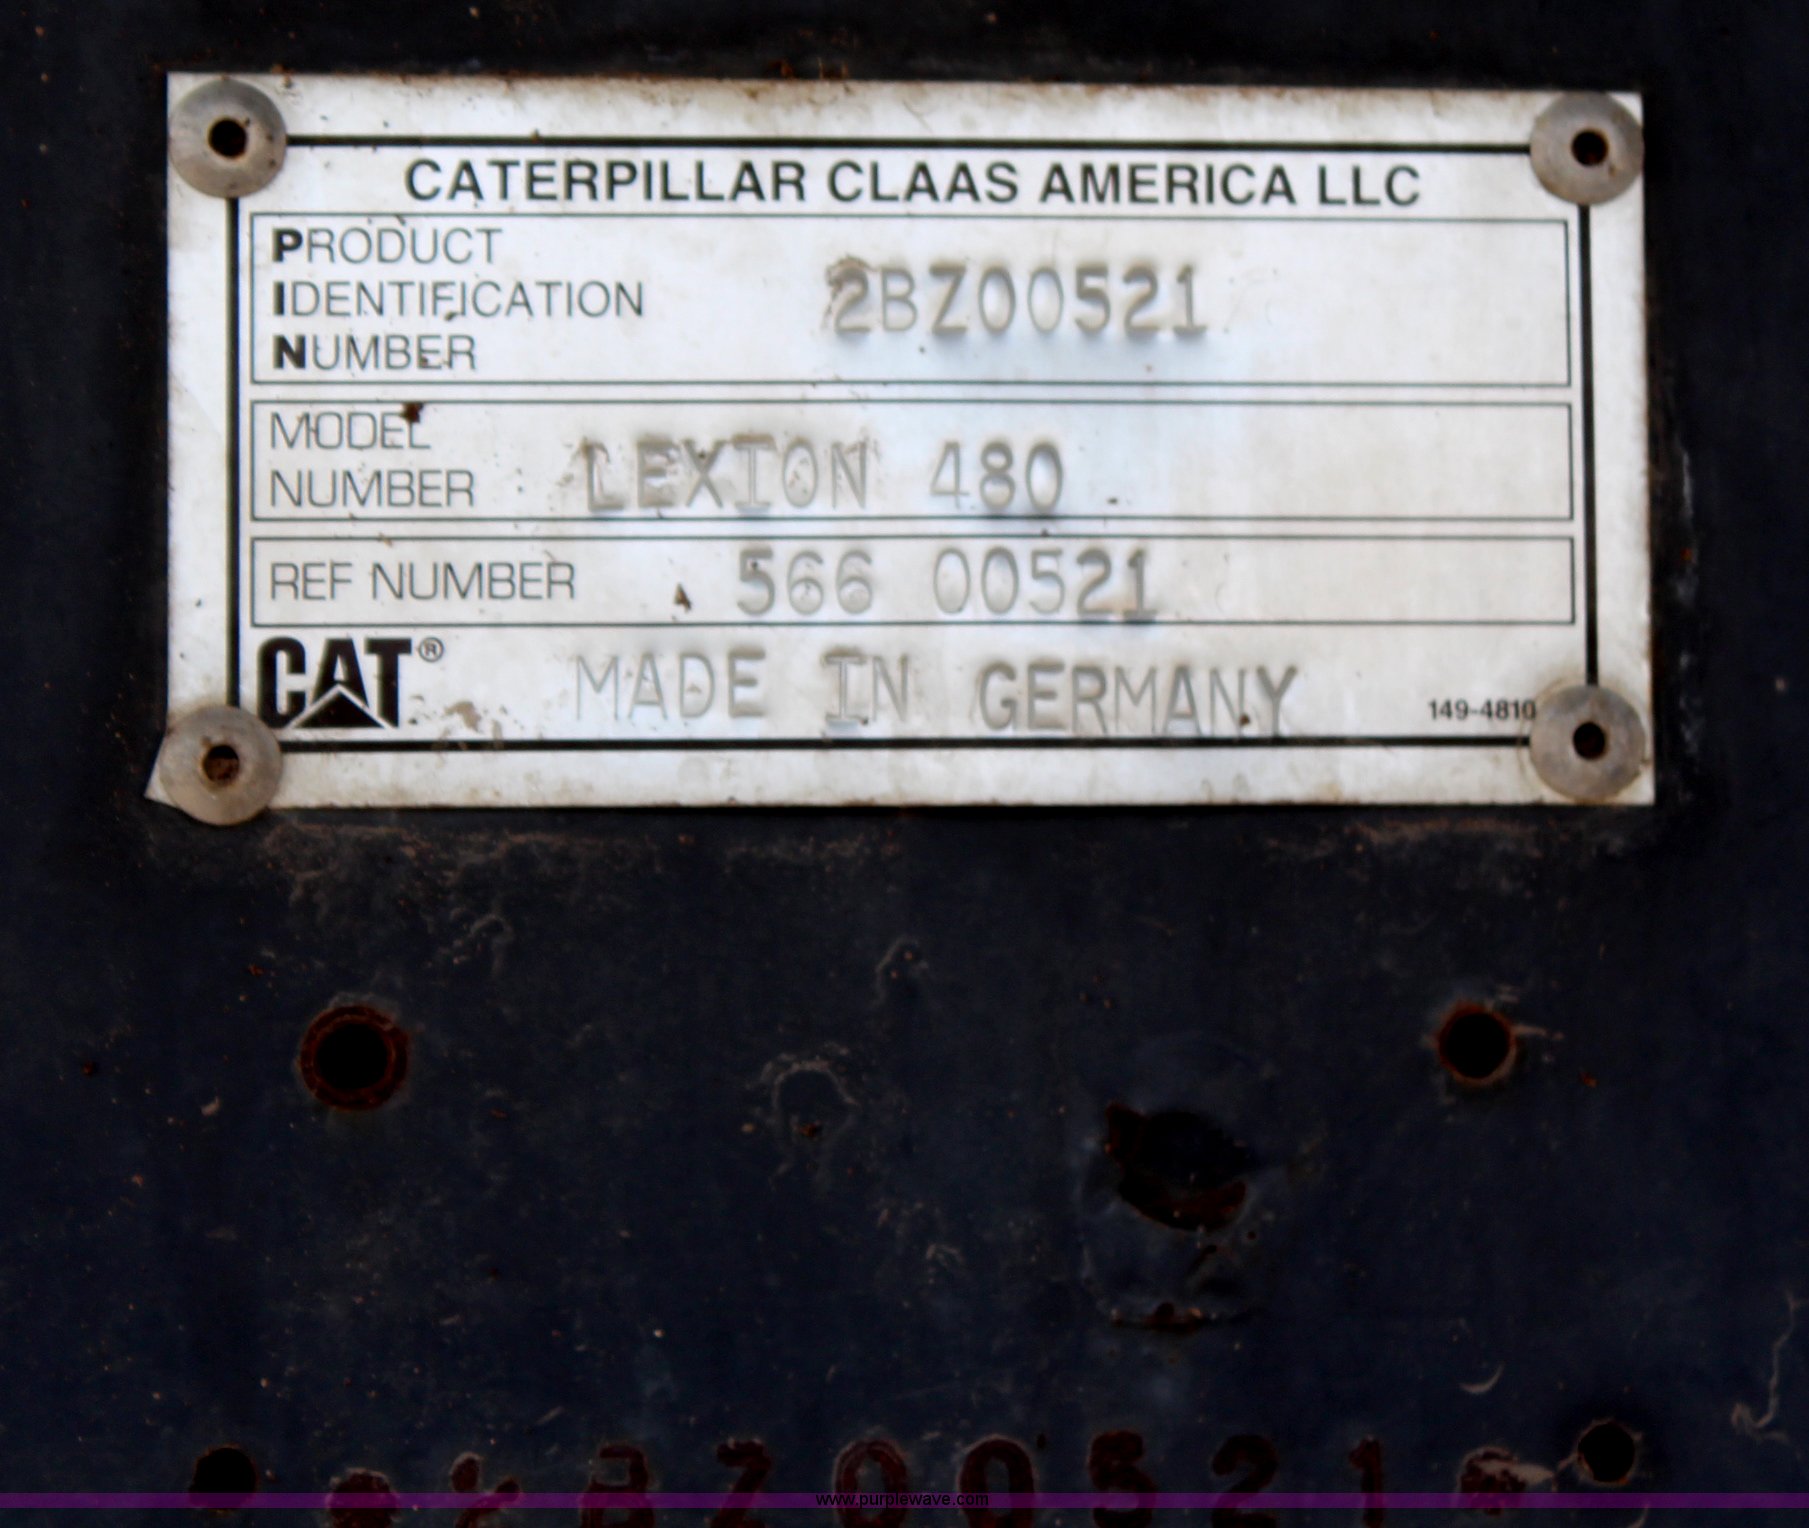 CATERPILLAR CLAAS AMERICA LLC
PRODUCT
IDENTIFICATION
NUMBER
2BZ00521
MODEL
NUMBER
LEXION 480
REF NUMBER 566 00521
CAT® MADE IN GERMANY 149-4810
BZ00521
www.purplewave.com